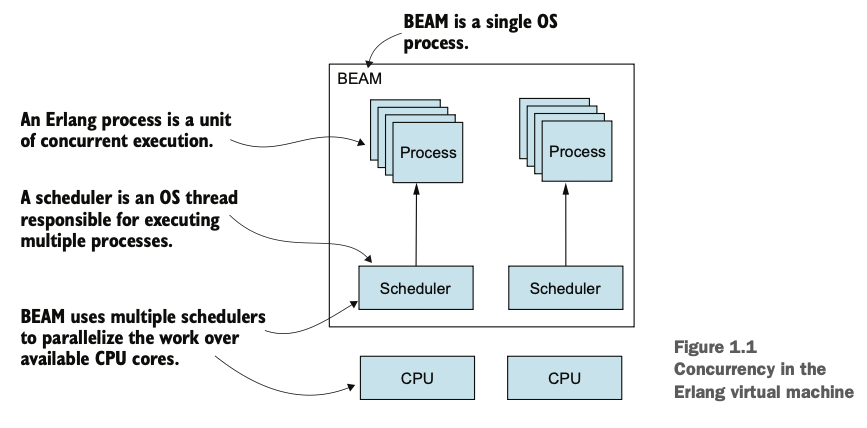 BEAM is a single OS
process.
BEAM
An Erlang process is a unit
of concurrent execution.
Process
Process
A scheduler is an OS thread
responsible for executing
multiple processes.
Scheduler
Scheduler
BEAM uses multiple schedulers
to parallelize the work over
available CPU cores.
CPU
CPU
Figure 1.1
Concurrency in the
Erlang virtual machine